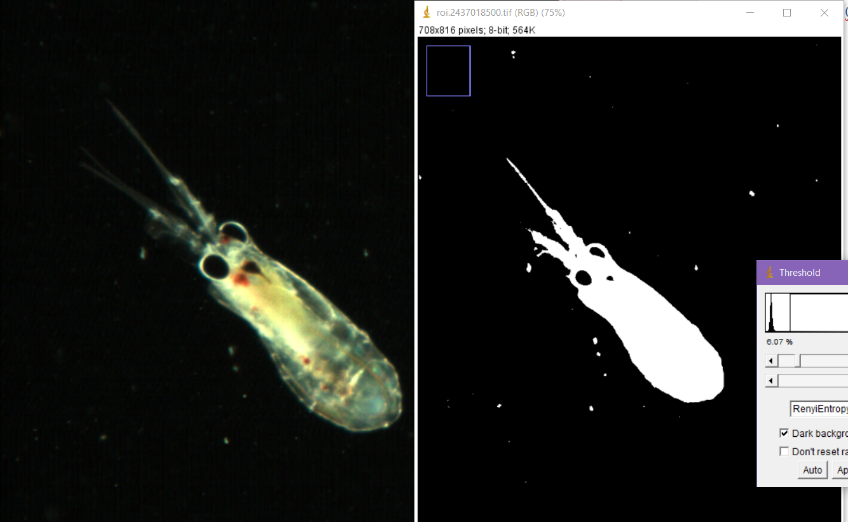 roi.2437018500.tif (RGB) (75%)
708x816 pixels; 8-bit; 564K
Threshold
6.07 %
RenyiEntropy
Dark backgro
Don't reset ra
Auto
Ap